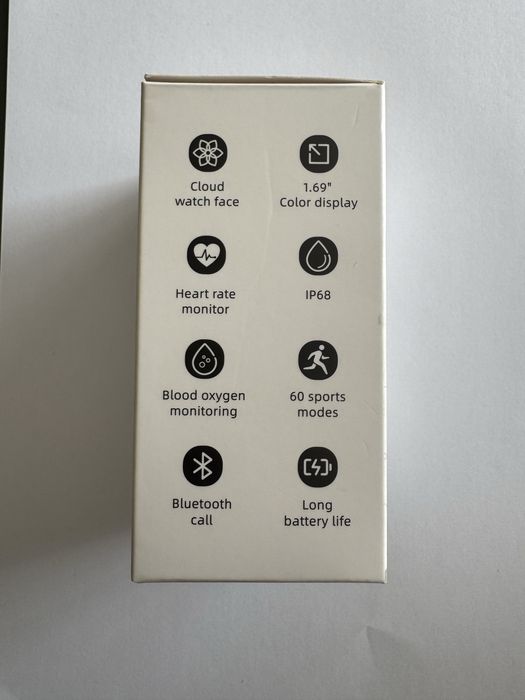 Cloud
watch face
1.69"
Color display
Heart rate
monitor
IP68
Blood oxygen
monitoring
60 sports
modes
Bluetooth
call
Long
battery life